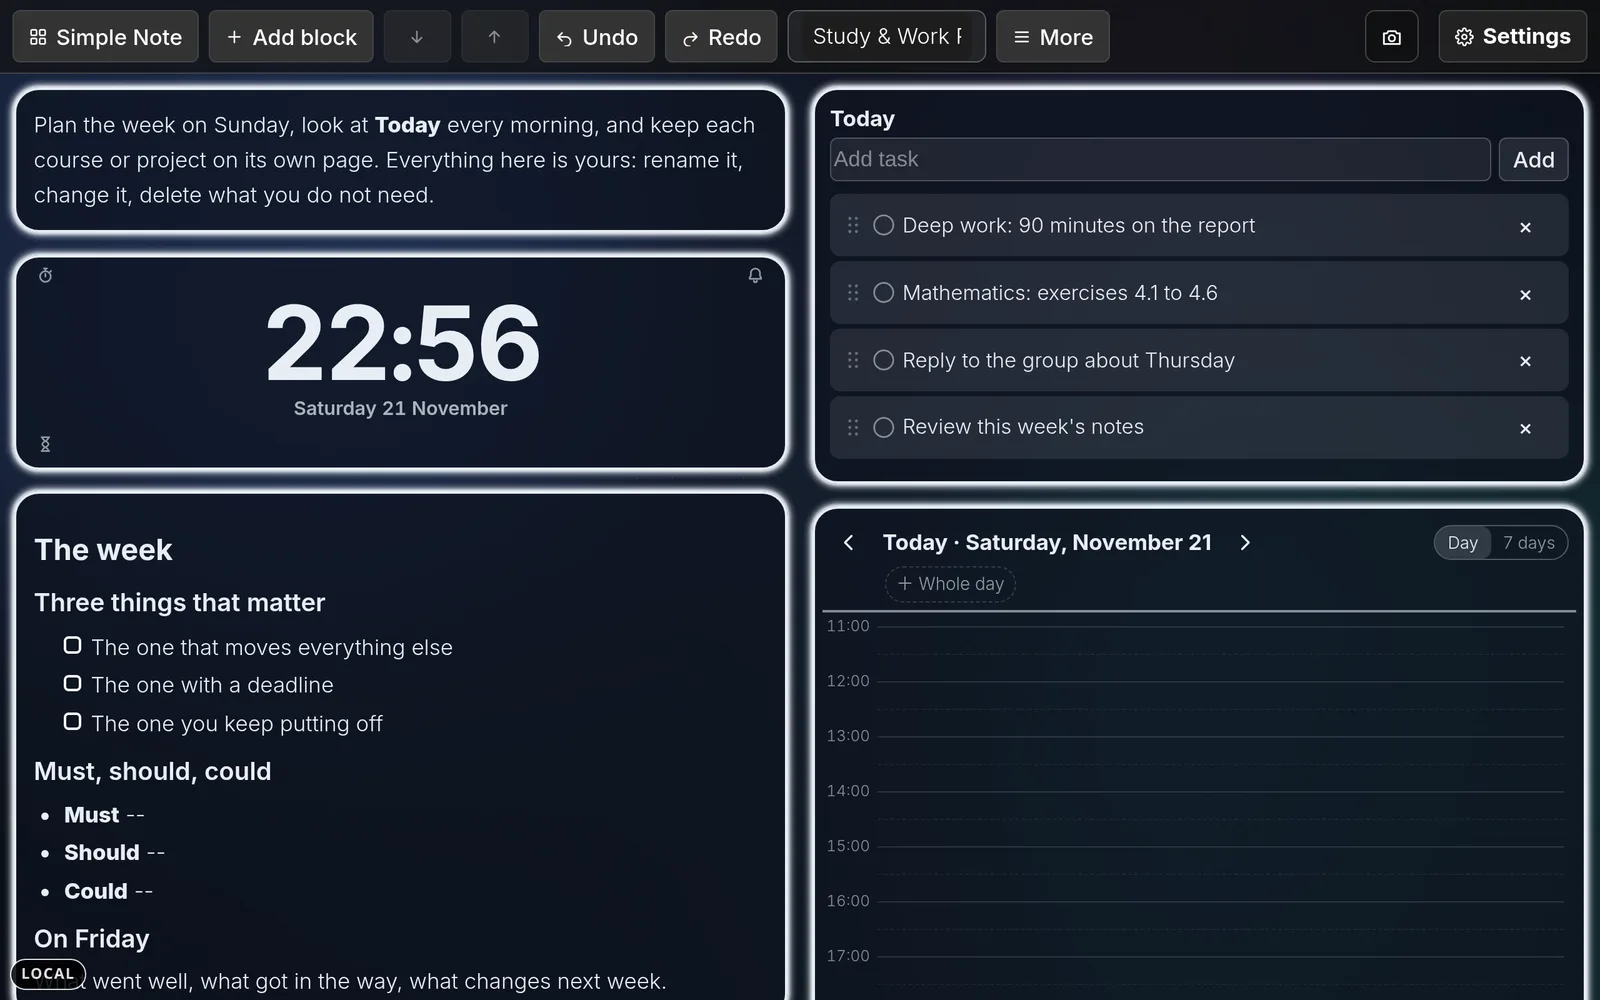 Simple Note
Add block
Undo
Redo
Study & Work
More
Settings
Plan the week on Sunday, look at Today every morning, and keep each
course or project on its own page. Everything here is yours: rename it,
change it, delete what you do not need.
22:56
Saturday 21 November
The week
Three things that matter
The one that moves everything else
The one with a deadline
The one you keep putting off
Must, should, could
• Must --
• Should --
• Could --
On Friday
LOCAL
went well, what got in the way, what changes next week.
Today
Add task
Add
Deep work: 90 minutes on the report
Mathematics: exercises 4.1 to 4.6
Reply to the group about Thursday
Review this week's notes
Today · Saturday, November 21
Day
7 days
+ Whole day
11:00
12:00
13:00
14:00
15:00
16:00
17:00